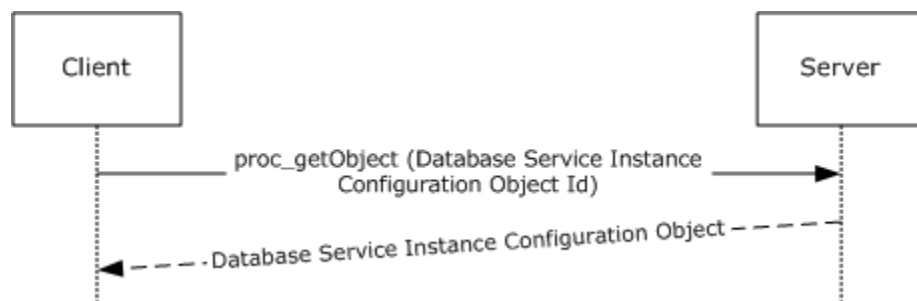 Client
Server
proc_getObject (Database Service Instance
Configuration Object Id)
Database Service Instance Configuration Object